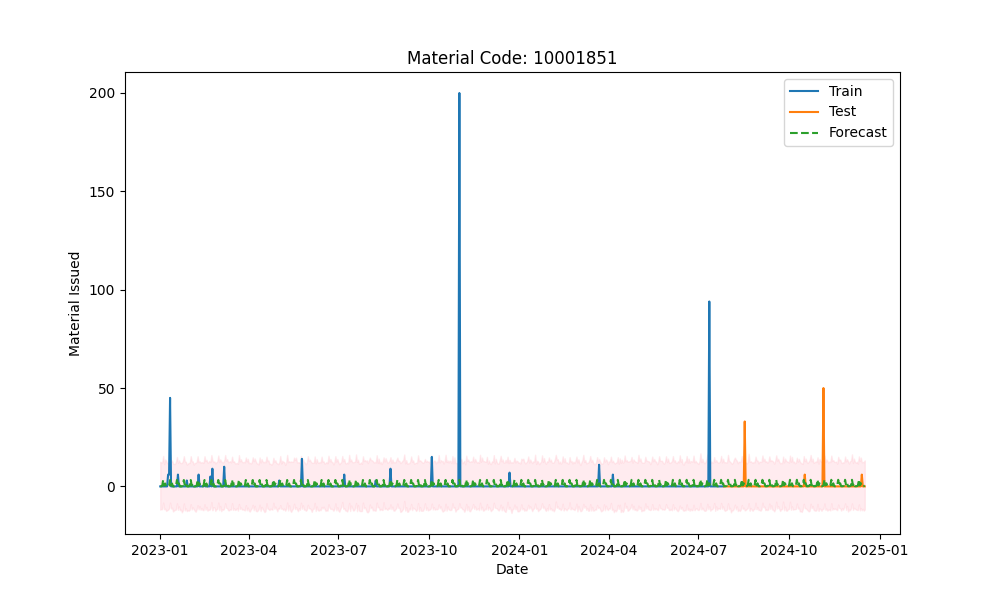 Material Code: 10001851
Train
Test
Forecast
Material Issued
200
150
100
50
0
2023-01
2023-04
2023-07
2023-10
2024-01
2024-04
2024-07
2024-10
2025-01
Date